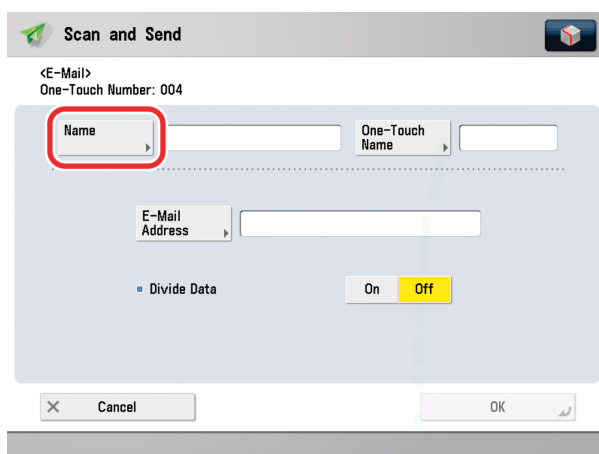 Scan and Send
<E-Mail>
One-Touch Number: 004
Name
One-Touch
Name
E-Mail
Address
Divide Data
On Off
Cancel
OK